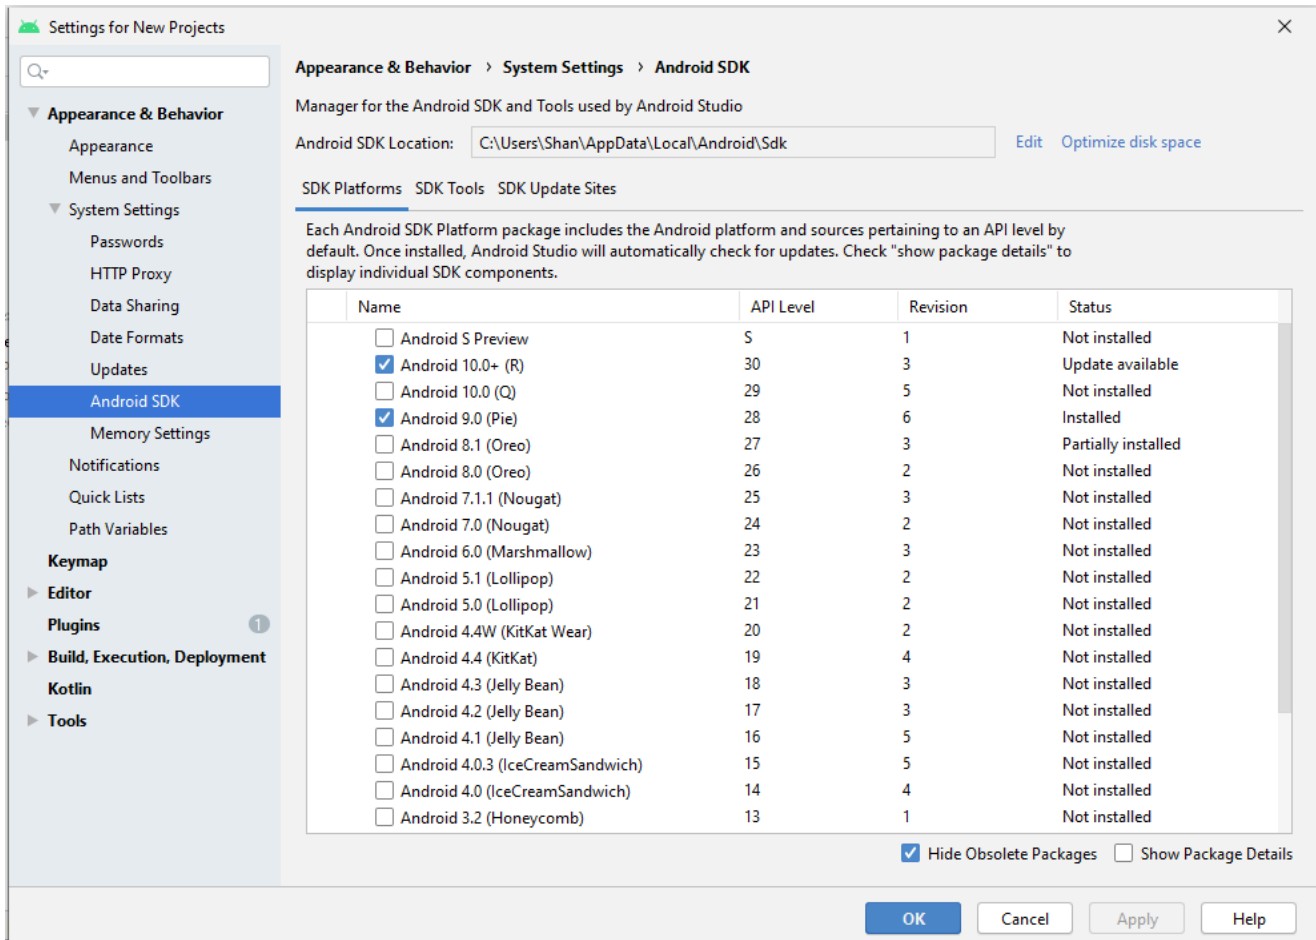 Settings for New Projects
Appearance & Behavior
Appearance
Menus and Toolbars
System Settings
Passwords
HTTP Proxy
Data Sharing
Date Formats
Updates
Android SDK
Memory Settings
Notifications
Quick Lists
Path Variables
Keymap
Editor
Plugins 1
Build, Execution, Deployment
Kotlin
Tools
Appearance & Behavior › System Settings › Android SDK
Manager for the Android SDK and Tools used by Android Studio
Android SDK Location: C:\Users\Shan\AppData\Local\Android\Sdk Edit Optimize disk space
SDK Platforms SDK Tools SDK Update Sites
Each Android SDK Platform package includes the Android platform and sources pertaining to an API level by
default. Once installed, Android Studio will automatically check for updates. Check "show package details" to
display individual SDK components.
Name API Level Revision Status
Android S Preview S 1 Not installed
Android 10.0+ (R) 30 3 Update available
Android 10.0 (Q) 29 5 Not installed
Android 9.0 (Pie) 28 6 Installed
Android 8.1 (Oreo) 27 3 Partially installed
Android 8.0 (Oreo) 26 2 Not installed
Android 7.1.1 (Nougat) 25 3 Not installed
Android 7.0 (Nougat) 24 2 Not installed
Android 6.0 (Marshmallow) 23 3 Not installed
Android 5.1 (Lollipop) 22 2 Not installed
Android 5.0 (Lollipop) 21 2 Not installed
Android 4.4W (KitKat Wear) 20 2 Not installed
Android 4.4 (KitKat) 19 4 Not installed
Android 4.3 (Jelly Bean) 18 3 Not installed
Android 4.2 (Jelly Bean) 17 3 Not installed
Android 4.1 (Jelly Bean) 16 5 Not installed
Android 4.0.3 (IceCreamSandwich) 15 5 Not installed
Android 4.0 (IceCreamSandwich) 14 4 Not installed
Android 3.2 (Honeycomb) 13 1 Not installed
Hide Obsolete Packages Show Package Details
OK Cancel Apply Help